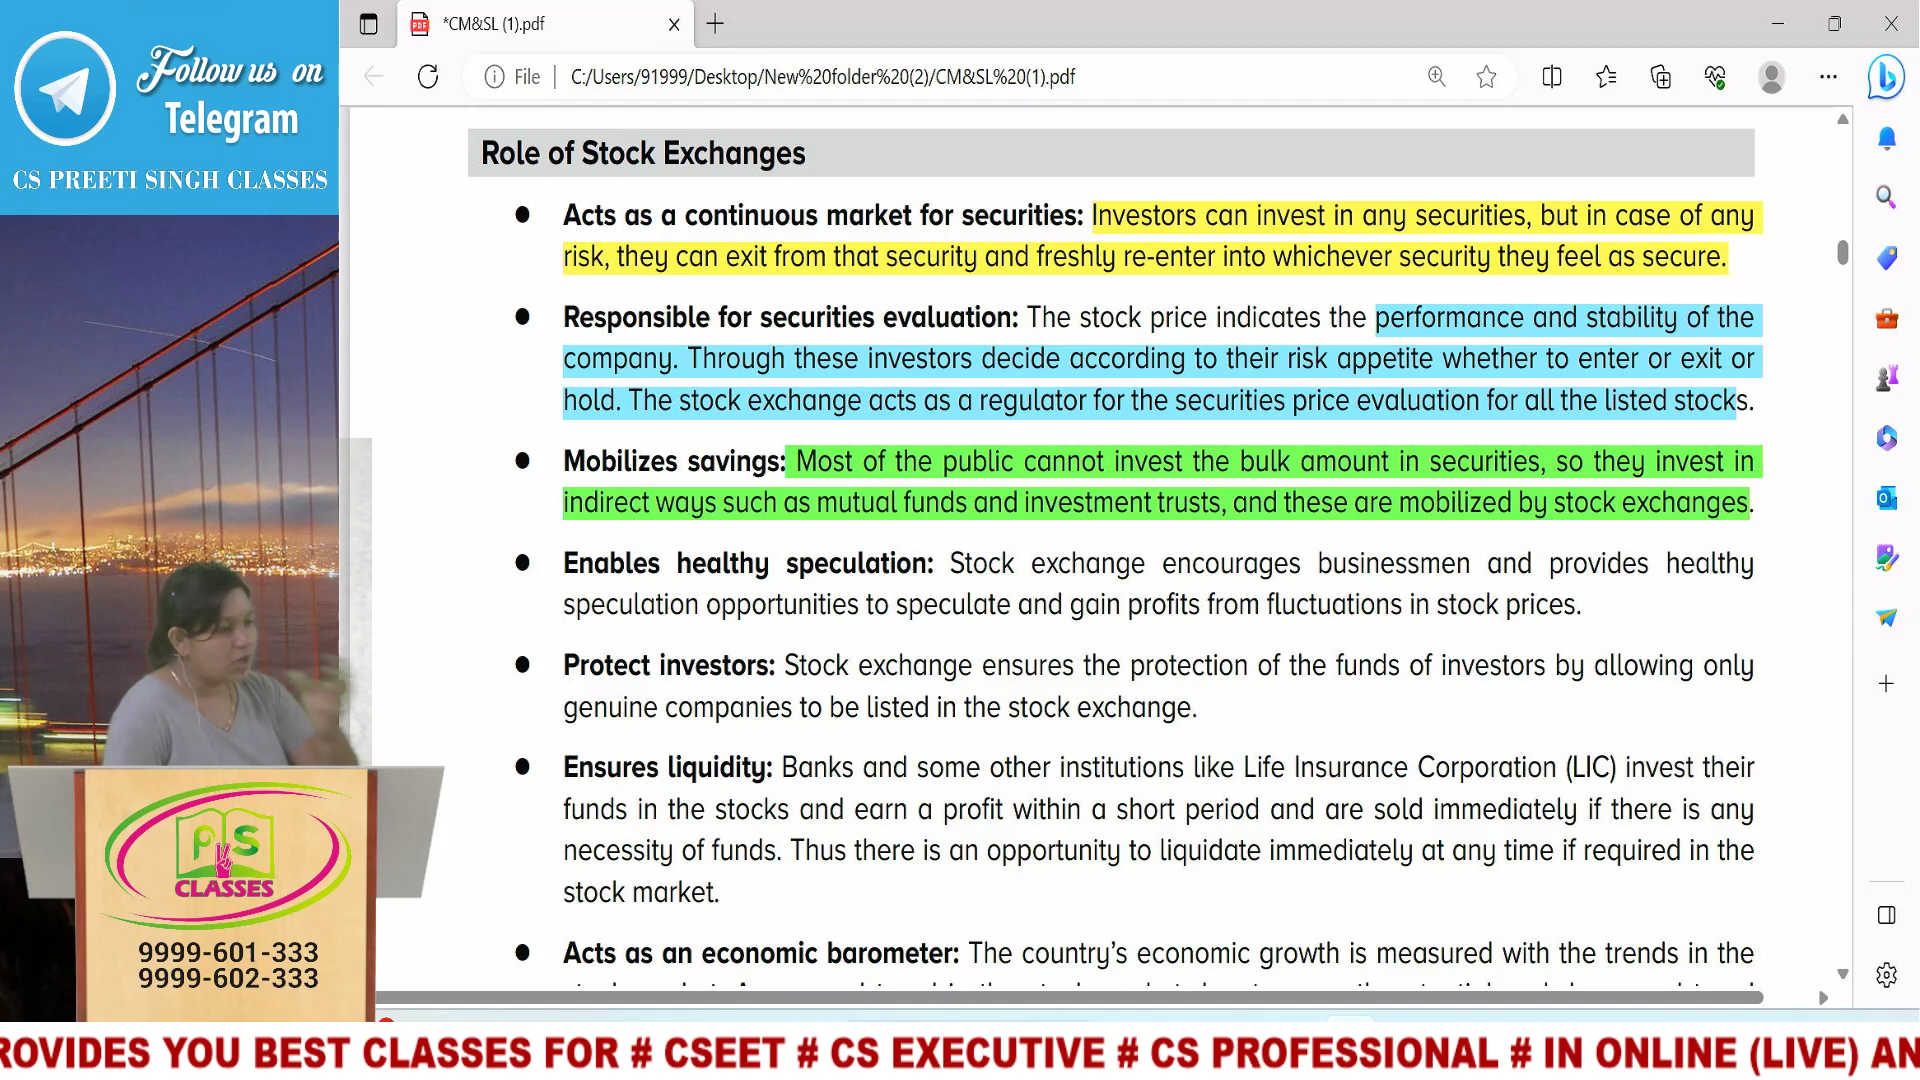 Follow us on
Telegram
CS PREETI SINGH CLASSES
*CM&SL (1).pdf
File
C:/Users/91999/Desktop/New%20folder%20(2)/CM&SL%20(1).pdf
Role of Stock Exchanges
● Acts as a continuous market for securities: Investors can invest in any securities, but in case of any
risk, they can exit from that security and freshly re-enter into whichever security they feel as secure.
● Responsible for securities evaluation: The stock price indicates the performance and stability of the
company. Through these investors decide according to their risk appetite whether to enter or exit or
hold. The stock exchange acts as a regulator for the securities price evaluation for all the listed stocks.
● Mobilizes savings: Most of the public cannot invest the bulk amount in securities, so they invest in
indirect ways such as mutual funds and investment trusts, and these are mobilized by stock exchanges.
● Enables healthy speculation: Stock exchange encourages businessmen and provides healthy
speculation opportunities to speculate and gain profits from fluctuations in stock prices.
● Protect investors: Stock exchange ensures the protection of the funds of investors by allowing only
genuine companies to be listed in the stock exchange.
● Ensures liquidity: Banks and some other institutions like Life Insurance Corporation (LIC) invest their
funds in the stocks and earn a profit within a short period and are sold immediately if there is any
necessity of funds. Thus there is an opportunity to liquidate immediately at any time if required in the
stock market.
● Acts as an economic barometer: The country's economic growth is measured with the trends in the
PS
CLASSES
9999-601-333
9999-602-333
ROVIDES YOU BEST CLASSES FOR # CSEET # CS EXECUTIVE # CS PROFESSIONAL # IN ONLINE (LIVE) AN